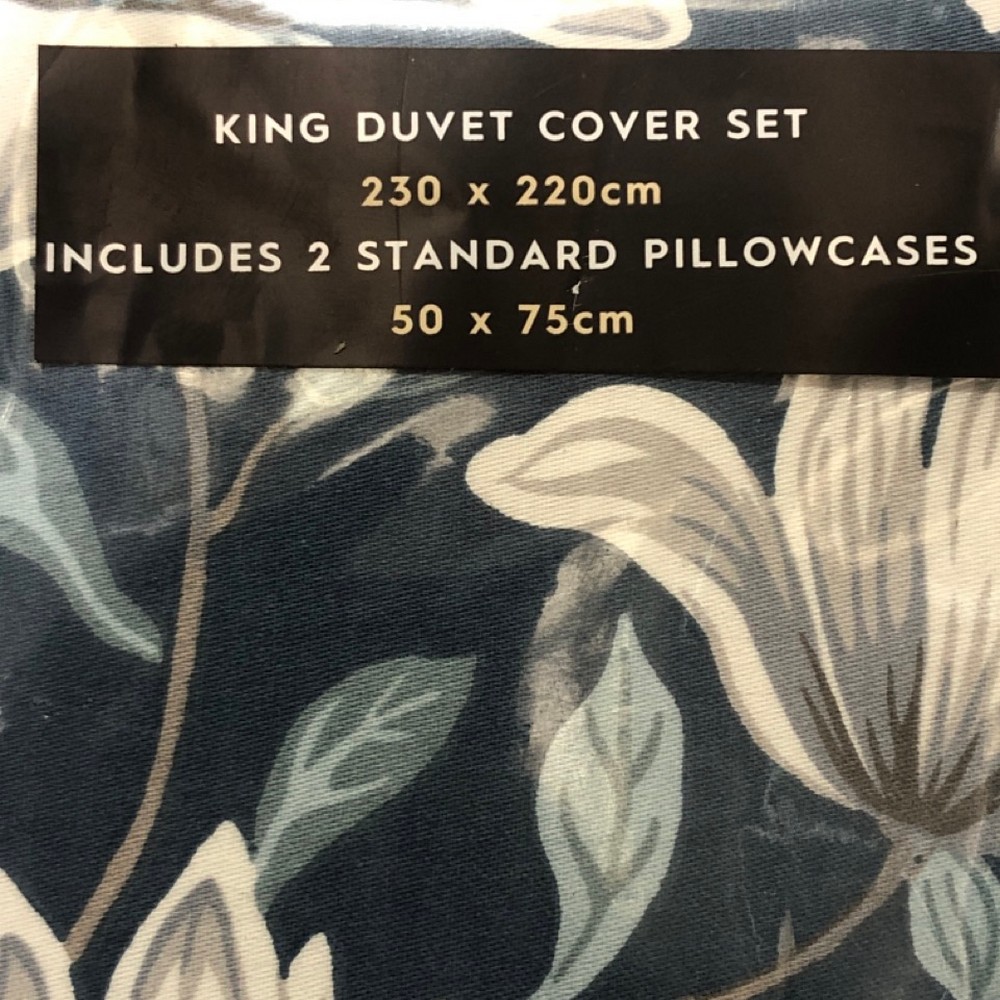 KING DUVET COVER SET
230 x 220cm
INCLUDES 2 STANDARD PILLOWCASES
50 x 75cm